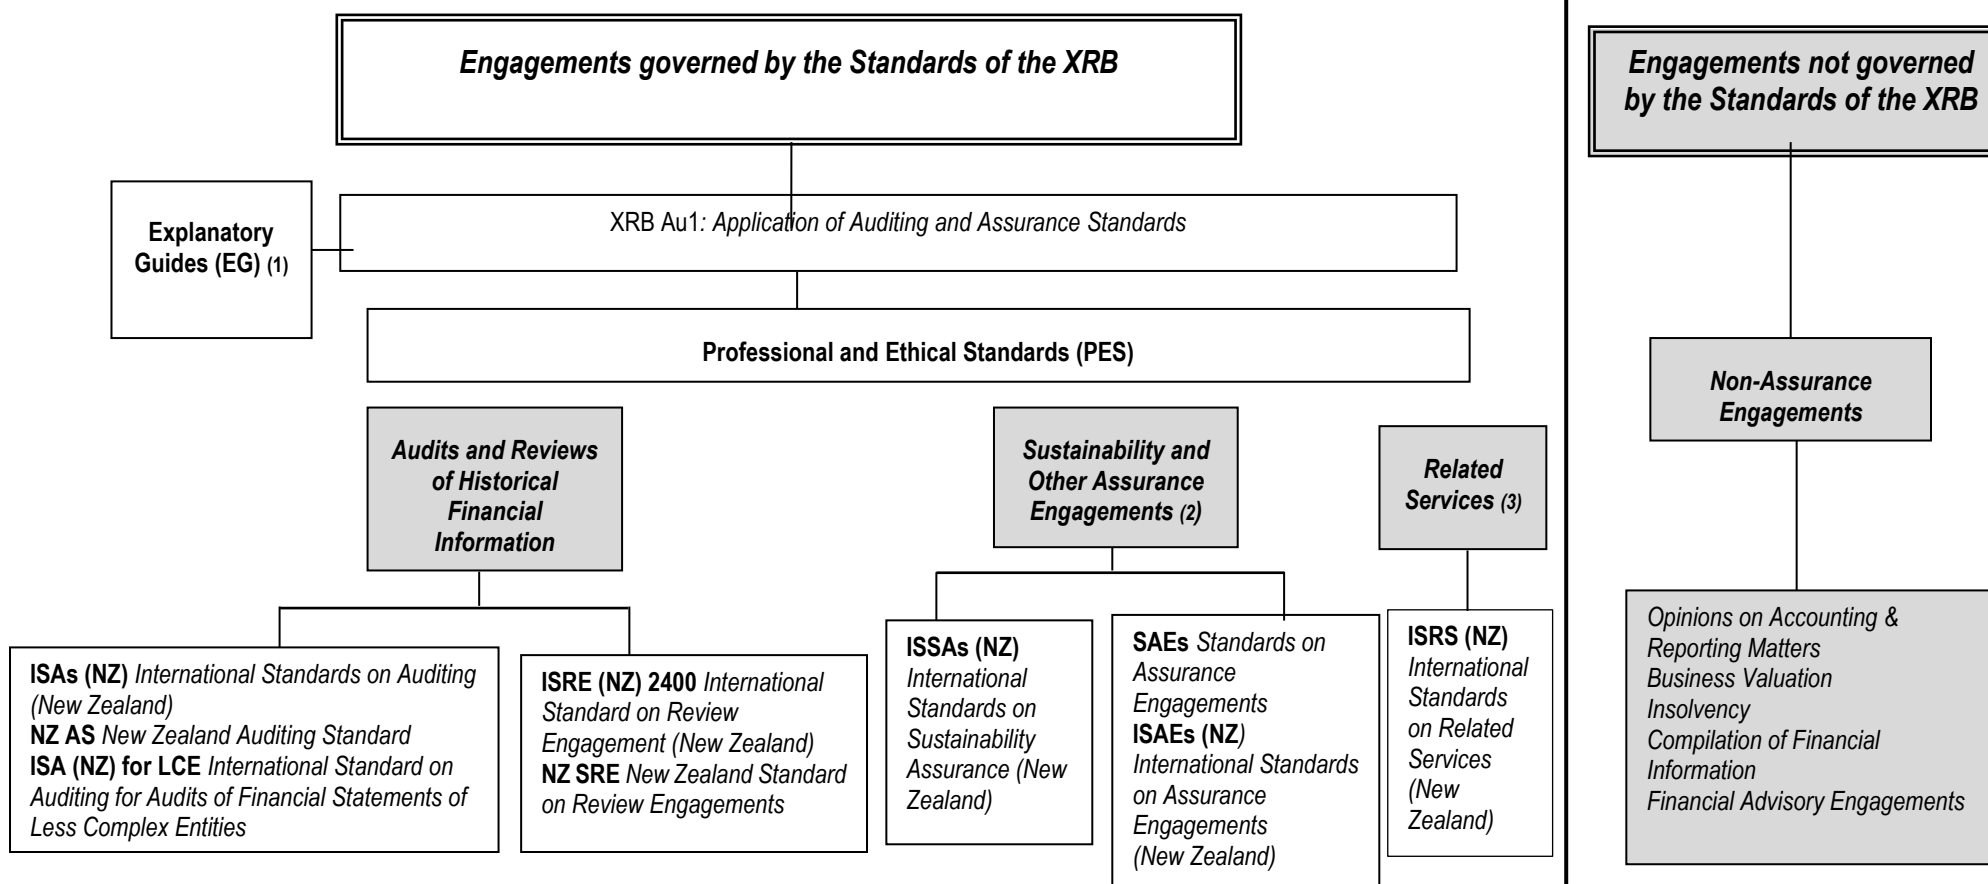 Engagements governed by the Standards of the XRB
Explanatory
Guides (EG) (1)
XRB Au1: Application of Auditing and Assurance Standards
Professional and Ethical Standards (PES)
Audits and Reviews
of Historical
Financial
Information
Sustainability and
Other Assurance
Engagements (2)
Related
Services (3)
ISAs (NZ) International Standards on Auditing
(New Zealand)
NZ AS New Zealand Auditing Standard
ISA (NZ) for LCE International Standard on
Auditing for Audits of Financial Statements of
Less Complex Entities
ISRE (NZ) 2400 International
Standard on Review
Engagement (New Zealand)
NZ SRE New Zealand Standard
on Review Engagements
ISSAs (NZ)
International
Standards on
Sustainability
Assurance (New
Zealand)
SAEs Standards on
Assurance
Engagements
ISAEs (NZ)
International Standards
on Assurance
Engagements
(New Zealand)
ISRS (NZ)
International
Standards
on Related
Services
(New
Zealand)
Engagements not governed
by the Standards of the XRB
Non-Assurance
Engagements
Opinions on Accounting &
Reporting Matters
Business Valuation
Insolvency
Compilation of Financial
Information
Financial Advisory Engagements